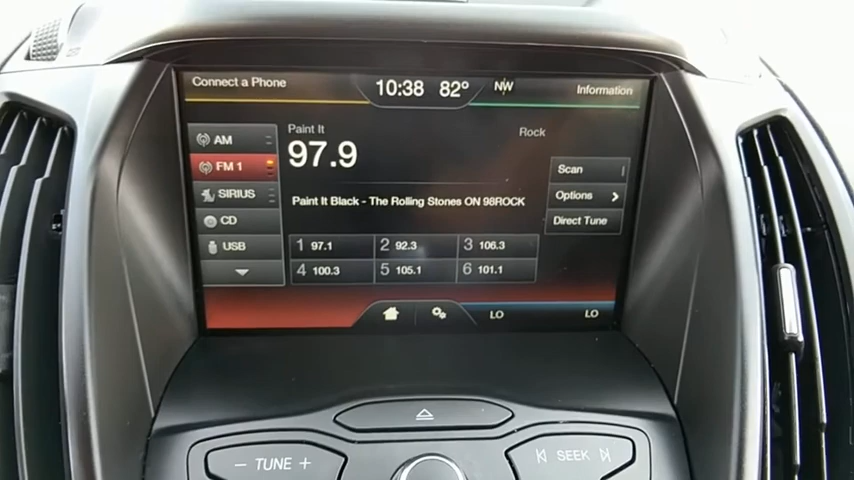 Connect a Phone
10:38 82° NW
Information
AM
FM 1
SIRIUS
CD
USB
Paint It
97.9
Rock
Paint It Black - The Rolling Stones ON 98ROCK
1 97.1 2 92.3 3 106.3
4 100.3 5 105.1 6 101.1
Scan
Options
Direct Tune
LO LO
− TUNE +
SEEK